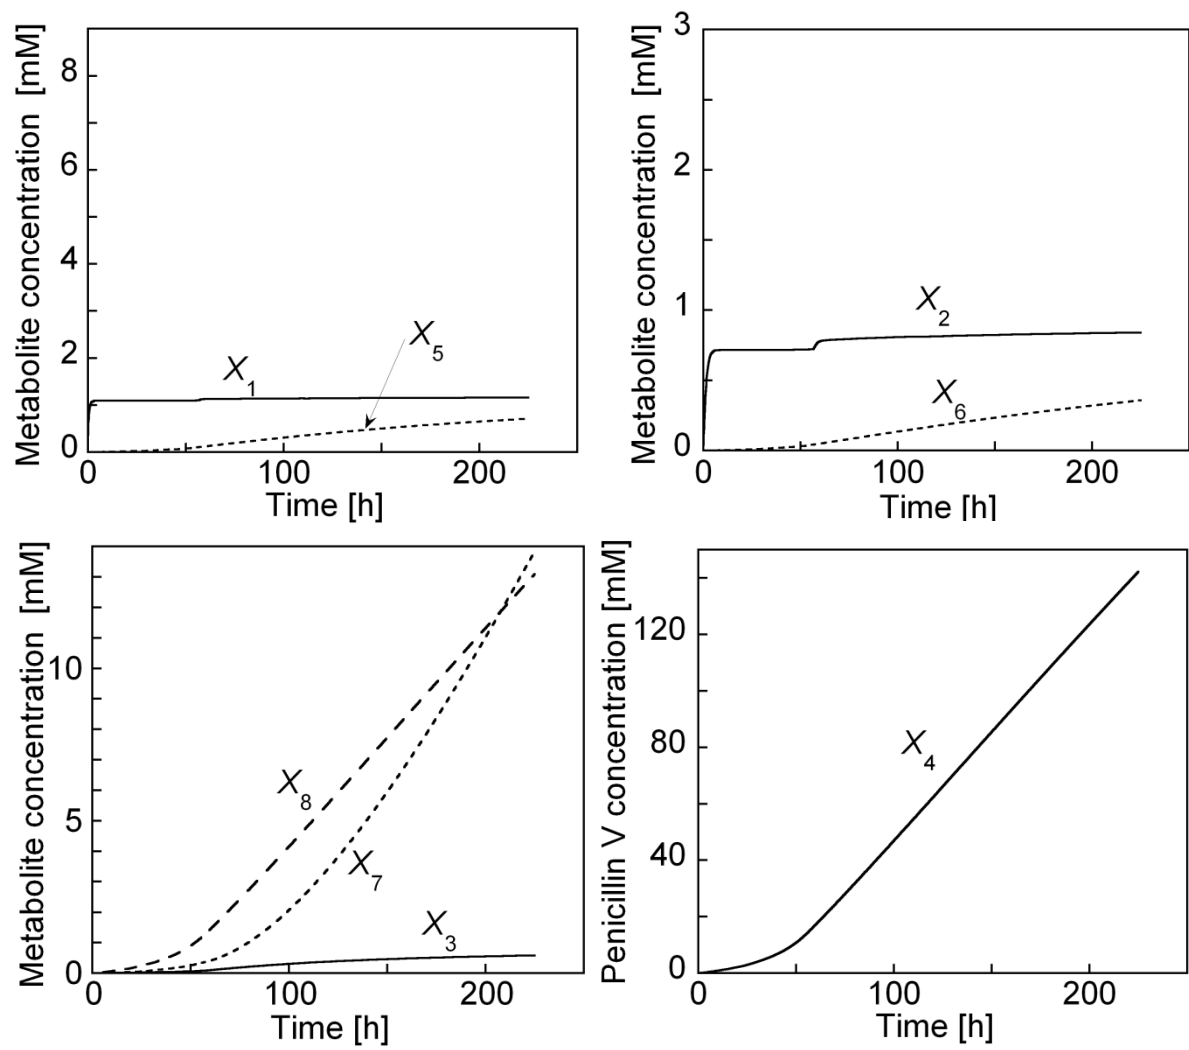 Metabolite concentration [mM]
8
6
4
2
0
X1
X5
0
100
200
Time [h]
Metabolite concentration [mM]
3
2
1
0
X2
X6
0
100
200
Time [h]
Metabolite concentration [mM]
10
5
0
X8
X7
X3
0
100
200
Time [h]
Penicillin V concentration [mM]
120
80
40
0
X4
0
100
200
Time [h]